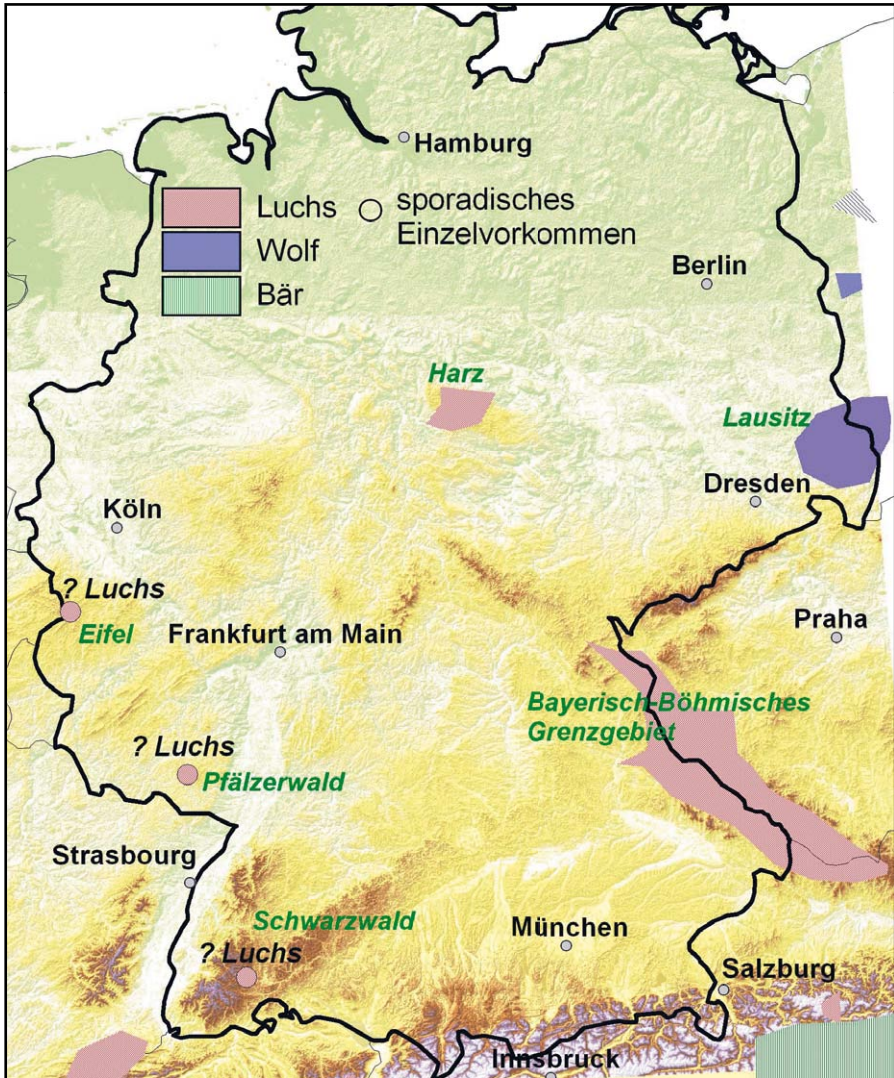 Hamburg
Luchs
sporadisches
Einzelvorkommen
Wolf
Bär
Berlin
Harz
Lausitz
Dresden
Köln
? Luchs
Eifel
Frankfurt am Main
Praha
Bayerisch-Böhmisches
Grenzgebiet
? Luchs
Pfälzerwald
Strasbourg
Schwarzwald
? Luchs
München
Salzburg
Innsbruck